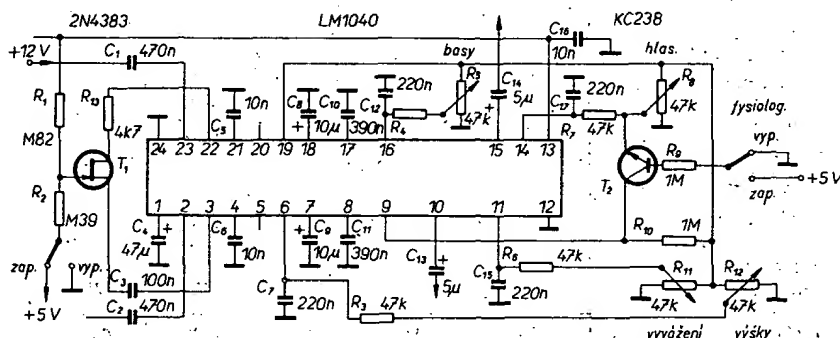 2N4383
LM1040
KC238
+12 V
C1
470n
C16
10n
basy
hlas.
R1
R13
220n
R5
C14
220n
R8
10n
C8
C10
C12
5µ
C17
fysiolog.
M82
4k7
C5
10µ
390n
R4
47k
R7
47k
47k
vyp.
24 23 22 21 20 19 18 17 16 15 14 13
R9
T1
T2
1M
+5 V
zap.
R2
1 2 3 4 5 6 7 8 9 10 11 12
R10
M39
C4
C6
C9
C11
1M
47µ
10n
10µ
390n
C13
R6
47k
zap.
vyp.
C3
100n
5µ
C15
R11
R12
+5 V
C7
220n
R3
47k
220n
47k
47k
C2
470n
vyvážení
výšky